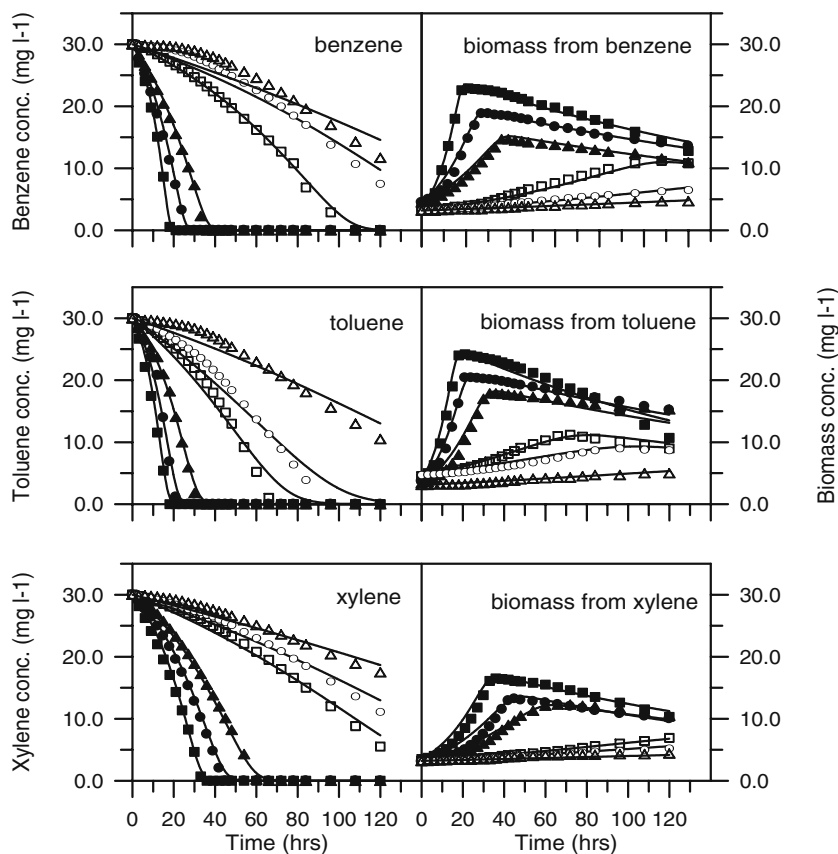 benzene
biomass from benzene
30.0
20.0
10.0
0.0
30.0
20.0
10.0
0.0
Benzene conc. (mg l-1)
toluene
biomass from toluene
30.0
20.0
10.0
0.0
30.0
20.0
10.0
0.0
Toluene conc. (mg l-1)
Biomass conc. (mg l-1)
xylene
biomass from xylene
30.0
20.0
10.0
0.0
30.0
20.0
10.0
0.0
Xylene conc. (mg l-1)
0 20 40 60 80 100 120
0 20 40 60 80 100 120
Time (hrs)
Time (hrs)